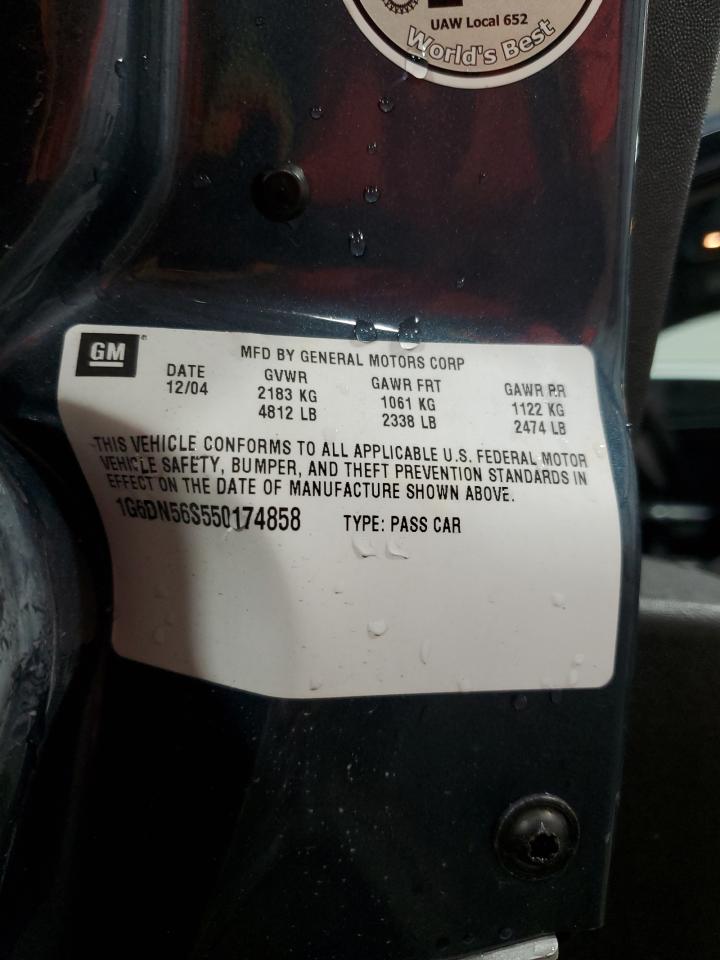 UAW Local 652
World's Best
GM
MFD BY GENERAL MOTORS CORP
DATE GVWR GAWR FRT GAWR RR
12/04 2183 KG 1061 KG 1122 KG
4812 LB 2338 LB 2474 LB
THIS VEHICLE CONFORMS TO ALL APPLICABLE U.S. FEDERAL MOTOR
VEHICLE SAFETY, BUMPER, AND THEFT PREVENTION STANDARDS IN
EFFECT ON THE DATE OF MANUFACTURE SHOWN ABOVE.
1G6DN56S550174858 TYPE: PASS CAR